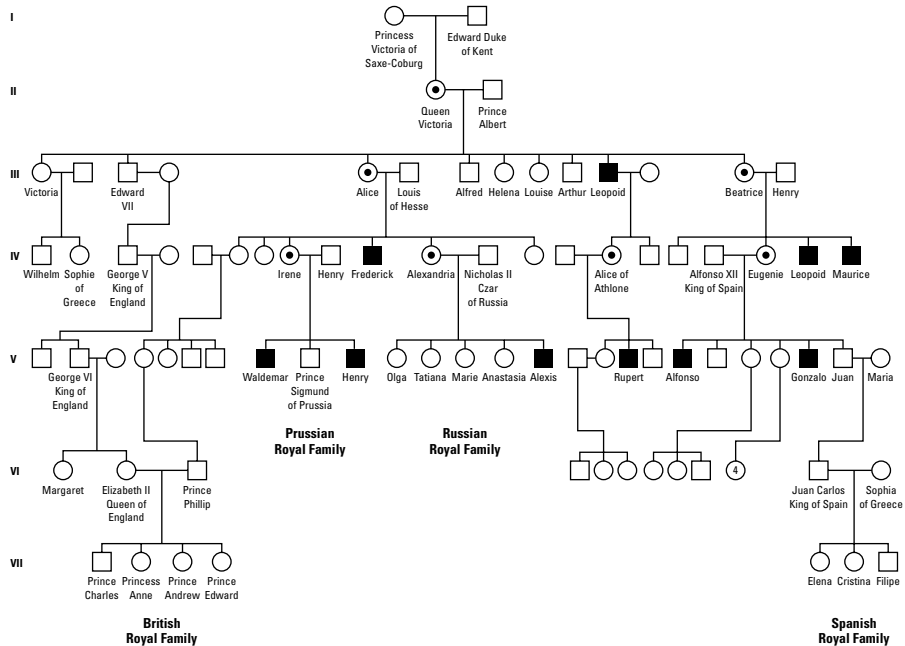 I
Princess
Victoria of
Saxe-Coburg
Edward Duke
of Kent
II
Queen
Victoria
Prince
Albert
III
Victoria
Edward
VII
Alice
Louis
of Hesse
Alfred
Helena
Louise
Arthur
Leopoid
Beatrice
Henry
IV
Wilhelm
Sophie
of
Greece
George V
King of
England
Irene
Henry
Frederick
Alexandria
Nicholas II
Czar
of Russia
Alice of
Athlone
Alfonso XII
King of Spain
Eugenie
Leopoid
Maurice
V
George VI
King of
England
Waldemar
Prince
Sigmund
of Prussia
Henry
Olga
Tatiana
Marie
Anastasia
Alexis
Rupert
Alfonso
Gonzalo
Juan
Maria
Prussian
Royal Family
Russian
Royal Family
VI
Margaret
Elizabeth II
Queen of
England
Prince
Phillip
4
Juan Carlos
King of Spain
Sophia
of Greece
VII
Prince
Charles
Princess
Anne
Prince
Andrew
Prince
Edward
Elena
Cristina
Filipe
British
Royal Family
Spanish
Royal Family